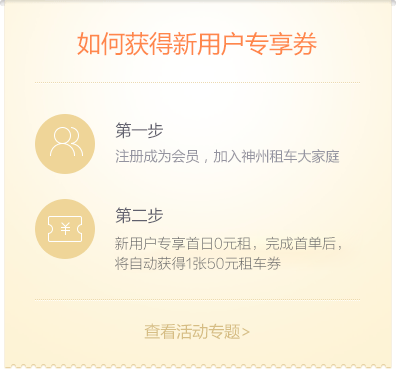 如何获得新用户专享券
第一步
注册成为会员，加入神州租车大家庭
¥
第二步
新用户专享首日0元租，完成首单后，
将自动获得1张50元租车券
查看活动专题>